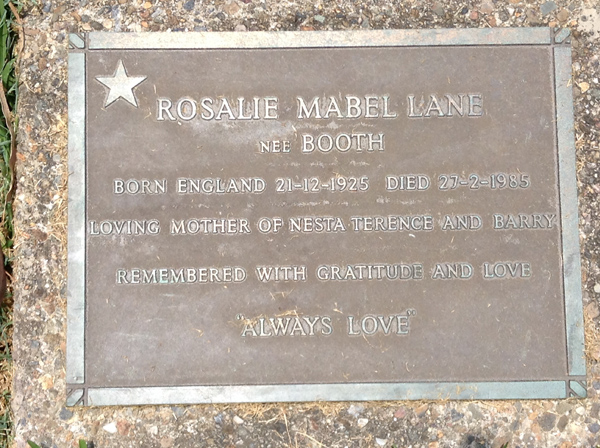 ROSALIE MABEL LANE
NEE BOOTH
BORN ENGLAND 21-12-1925 DIED 27-2-1985
LOVING MOTHER OF NESTA TERENCE AND BARRY
REMEMBERED WITH GRATITUDE AND LOVE
"ALWAYS LOVE"